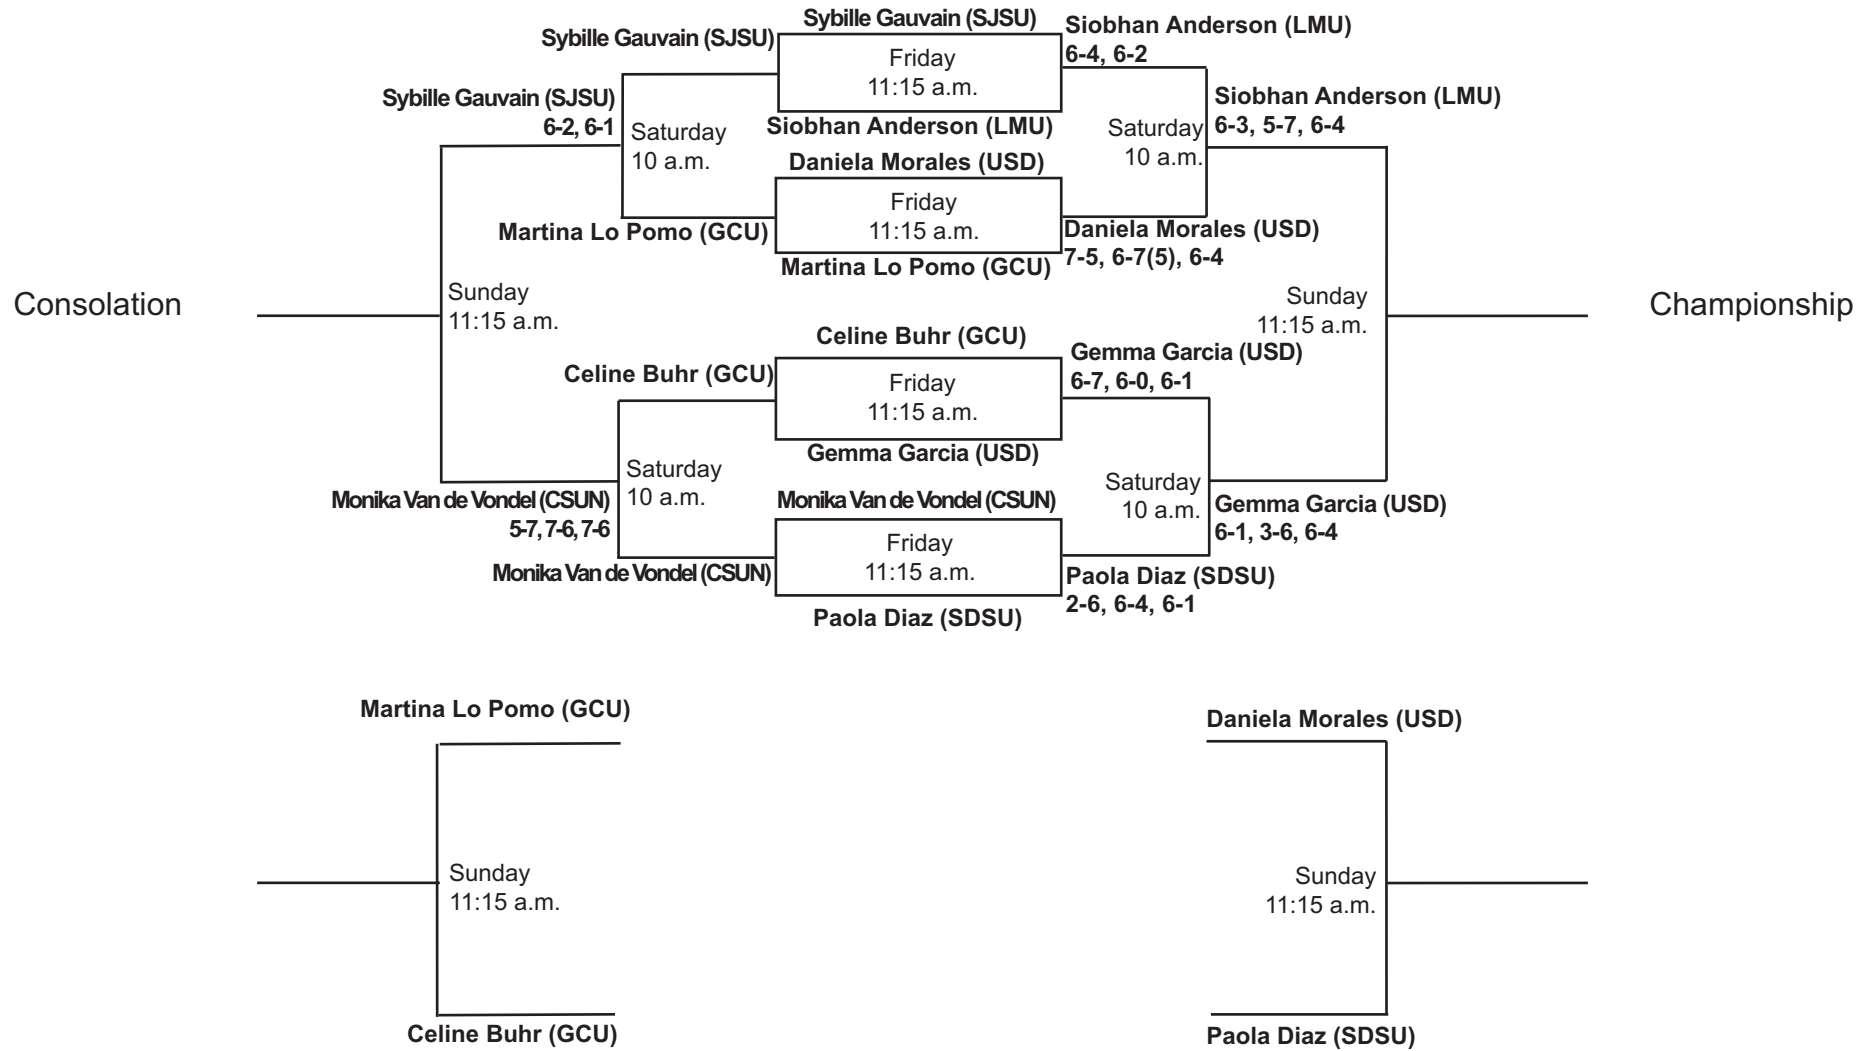 Sybille Gauvain (SJSU)
Siobhan Anderson (LMU)
6-4, 6-2
Sybille Gauvain (SJSU)
Friday
11:15 a.m.
Sybille Gauvain (SJSU)
6-2, 6-1
Siobhan Anderson (LMU)
6-3, 5-7, 6-4
Saturday
10 a.m.
Siobhan Anderson (LMU)
Saturday
10 a.m.
Daniela Morales (USD)
Friday
11:15 a.m.
Martina Lo Pomo (GCU)
Daniela Morales (USD)
7-5, 6-7(5), 6-4
Martina Lo Pomo (GCU)
Consolation
Sunday
11:15 a.m.
Sunday
11:15 a.m.
Championship
Celine Buhr (GCU)
Gemma Garcia (USD)
6-7, 6-0, 6-1
Celine Buhr (GCU)
Friday
11:15 a.m.
Gemma Garcia (USD)
Saturday
10 a.m.
Saturday
10 a.m.
Monika Van de Vondel (CSUN)
5-7, 7-6, 7-6
Monika Van de Vondel (CSUN)
Gemma Garcia (USD)
6-1, 3-6, 6-4
Friday
11:15 a.m.
Monika Van de Vondel (CSUN)
Paola Diaz (SDSU)
2-6, 6-4, 6-1
Paola Diaz (SDSU)
Martina Lo Pomo (GCU)
Daniela Morales (USD)
Sunday
11:15 a.m.
Sunday
11:15 a.m.
Celine Buhr (GCU)
Paola Diaz (SDSU)